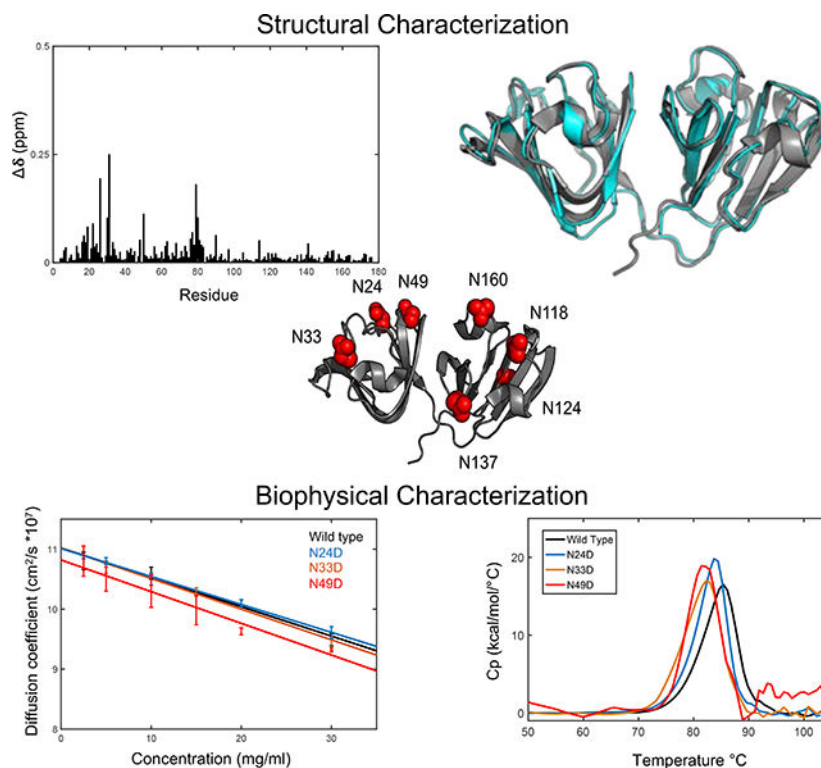 Structural Characterization
0.5
0.25
0
Δδ (ppm)
0 20 40 60 80 100 120 140 160 180
Residue
N24 N49 N160
N33 N118
N124
N137
Biophysical Characterization
Diffusion coefficient (cm²/s *10⁷)
11
10
9
8
Wild type
N24D
N33D
N49D
0 10 20 30
Concentration (mg/ml)
Cp (kcal/mol/°C)
20
10
0
Wild Type
N24D
N33D
N49D
50 60 70 80 90 100
Temperature °C